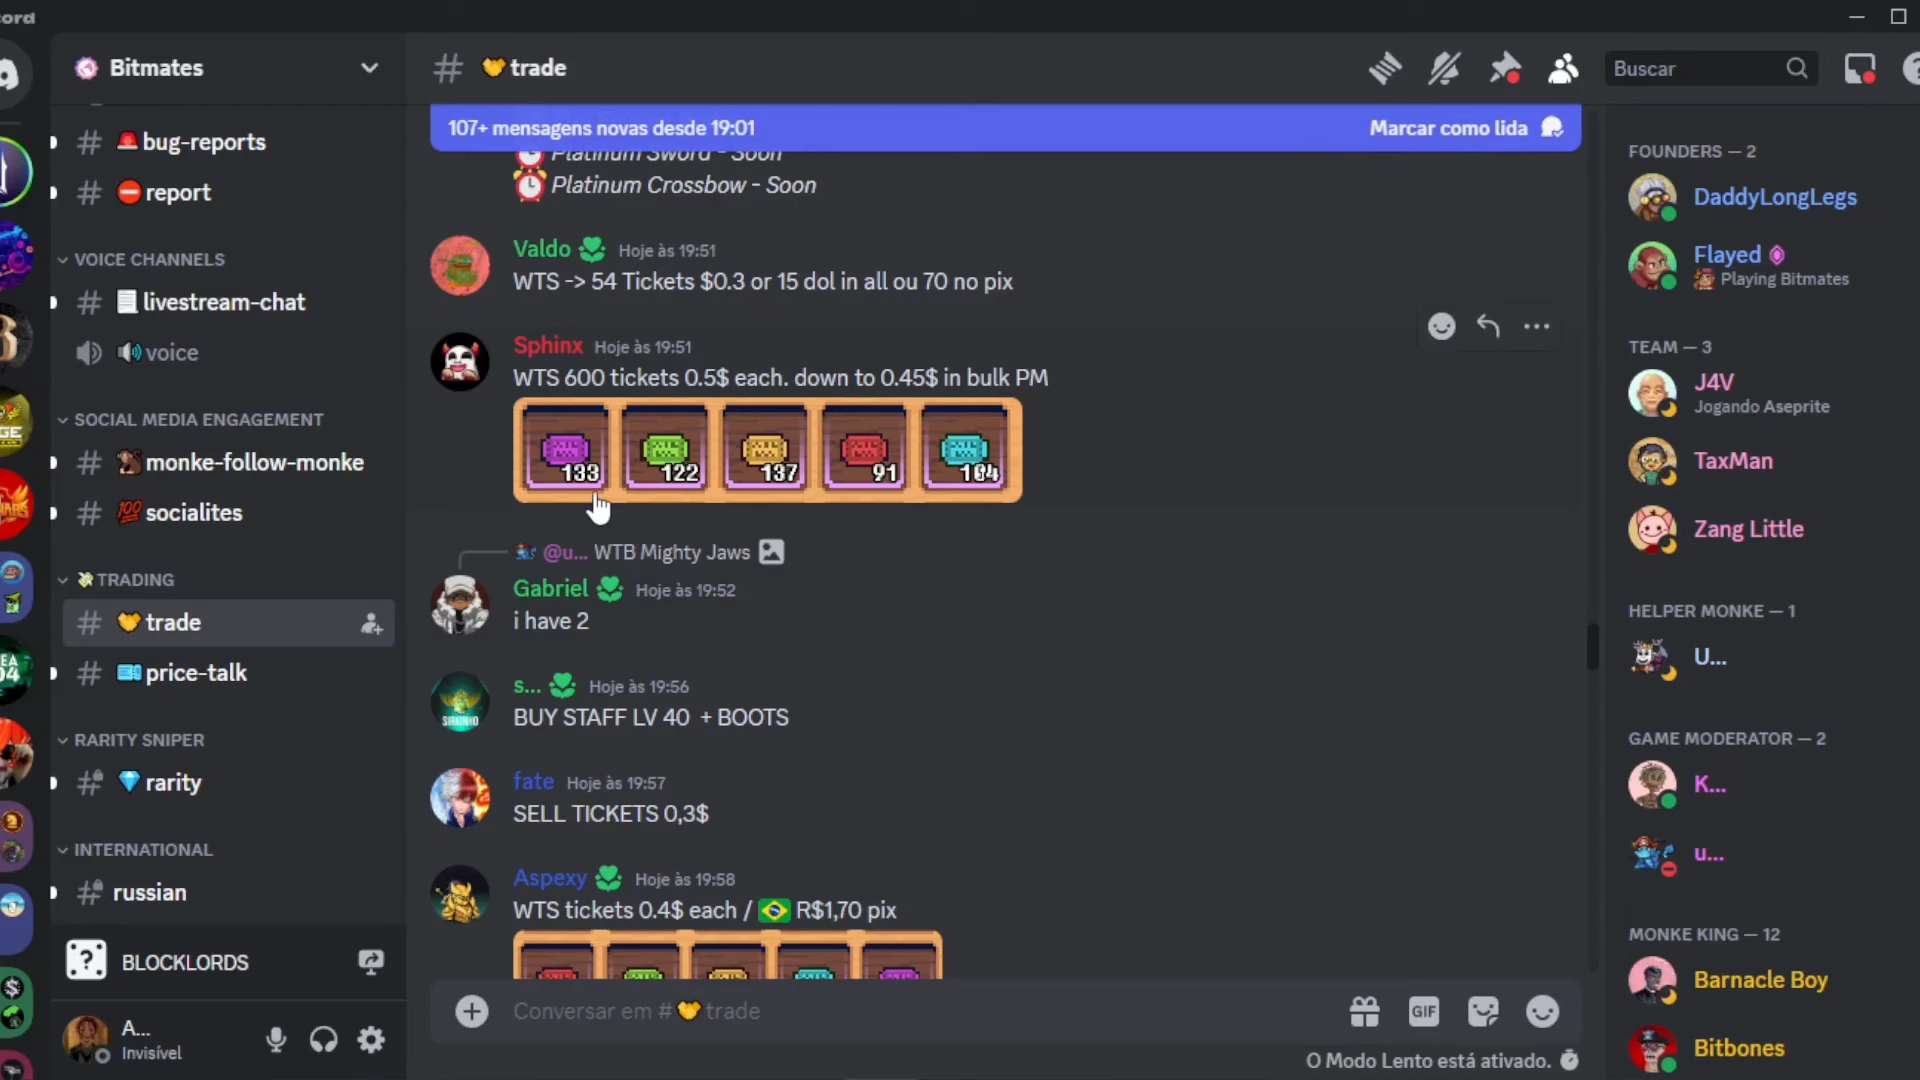 cord
Bitmates
bug-reports
report
VOICE CHANNELS
livestream-chat
voice
SOCIAL MEDIA ENGAGEMENT
monke-follow-monke
socialites
TRADING
trade
price-talk
RARITY SNIPER
rarity
INTERNATIONAL
russian
BLOCKLORDS
A...
Invisível
trade
Buscar
107+ mensagens novas desde 19:01
Marcar como lida
Platinum Sword - Soon
Platinum Crossbow - Soon
Valdo Hoje às 19:51
WTS -> 54 Tickets $0.3 or 15 dol in all ou 70 no pix
Sphinx Hoje às 19:51
WTS 600 tickets 0.5$ each. down to 0.45$ in bulk PM
133 122 137 91 104
@u... WTB Mighty Jaws
Gabriel Hoje às 19:52
i have 2
s... Hoje às 19:56
BUY STAFF LV 40 + BOOTS
fate Hoje às 19:57
SELL TICKETS 0,3$
Aspexy Hoje às 19:58
WTS tickets 0.4$ each / R$1,70 pix
Conversar em # trade
GIF
O Modo Lento está ativado.
FOUNDERS — 2
DaddyLongLegs
Flayed
Playing Bitmates
TEAM — 3
J4V
Jogando Aseprite
TaxMan
Zang Little
HELPER MONKE — 1
U...
GAME MODERATOR — 2
K...
u...
MONKE KING — 12
Barnacle Boy
Bitbones